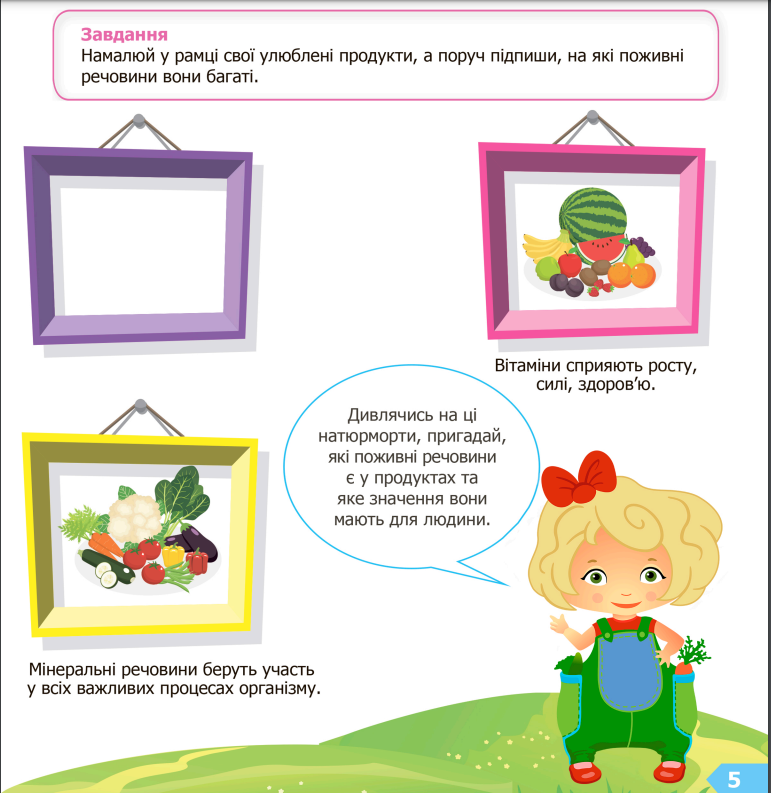 Завдання
Намалюй у рамці свої улюблені продукти, а поруч підпиши, на які поживні
речовини вони багаті.
Вітаміни сприяють росту,
силі, здоров’ю.
Дивлячись на ці
натюрморти, пригадай,
які поживні речовини
є у продуктах та
яке значення вони
мають для людини.
Мінеральні речовини беруть участь
у всіх важливих процесах організму.
5